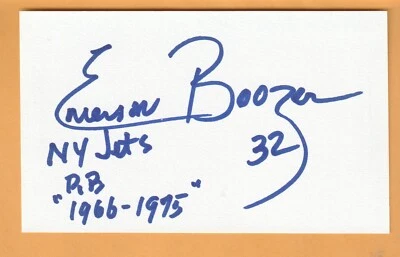 Emerson Boozer
NY Jets 32
RB
"1966-1975"